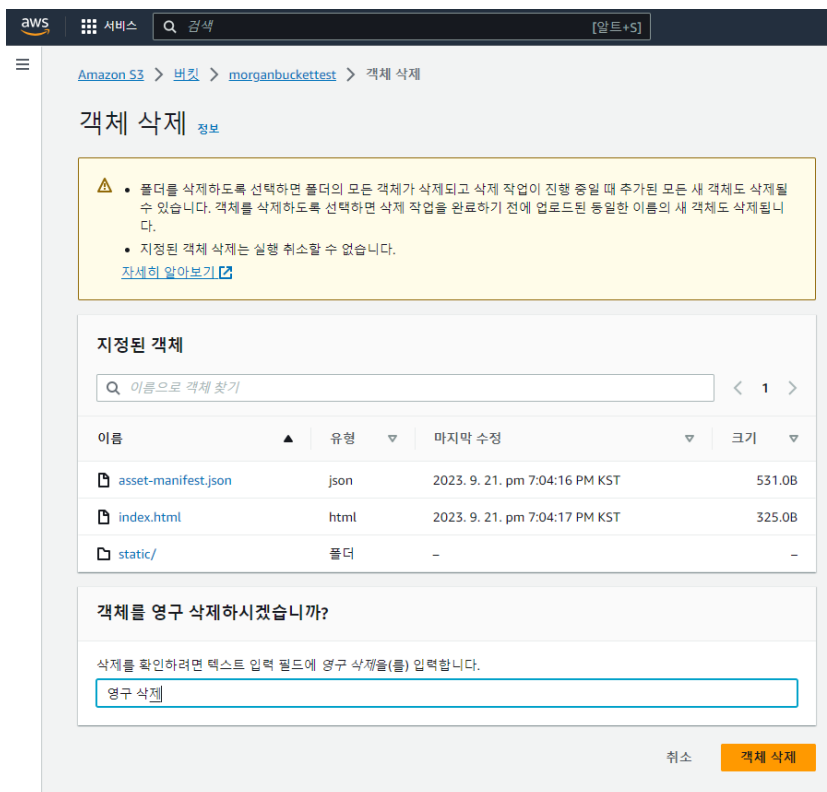 aws 서비스 검색 [알트+S]
Amazon S3 > 버킷 > morganbuckettest > 객체 삭제
객체 삭제 정보
• 폴더를 삭제하도록 선택하면 폴더의 모든 객체가 삭제되고 삭제 작업이 진행 중일 때 추가된 모든 새 객체도 삭제될
수 있습니다. 객체를 삭제하도록 선택하면 삭제 작업을 완료하기 전에 업로드된 동일한 이름의 새 객체도 삭제됩니
다.
• 지정된 객체 삭제는 실행 취소할 수 없습니다.
자세히 알아보기
지정된 객체
이름으로 객체 찾기 < 1 >
이름 유형 마지막 수정 크기
asset-manifest.json json 2023. 9. 21. pm 7:04:16 PM KST 531.0B
index.html html 2023. 9. 21. pm 7:04:17 PM KST 325.0B
static/ 폴더 – –
객체를 영구 삭제하시겠습니까?
삭제를 확인하려면 텍스트 입력 필드에 영구 삭제을(를) 입력합니다.
영구 삭제
취소 객체 삭제